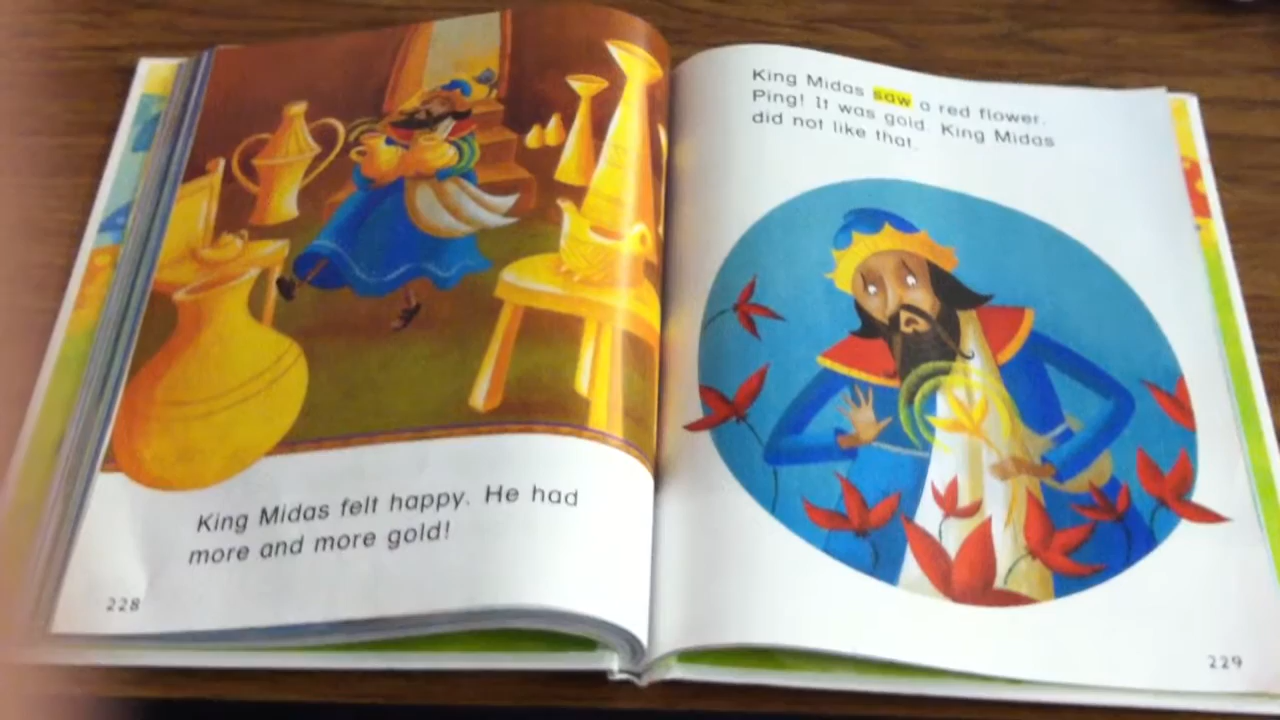 King Midas felt happy. He had
more and more gold!
228
King Midas saw a red flower.
Ping! It was gold. King Midas
did not like that.
229